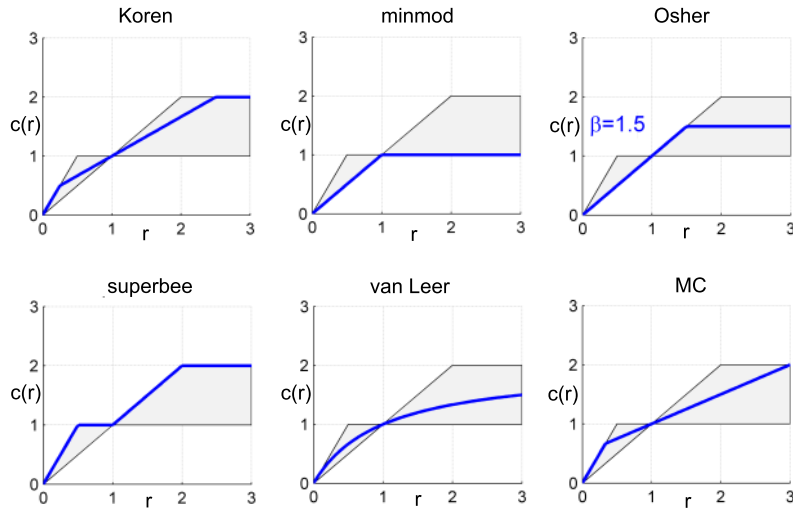 Koren minmod Osher
3 3 3
2 2 2
c(r) c(r) c(r) β=1.5
1 1 1
0 0 0
0 1 2 3 0 1 2 3 0 1 2 3
r r r
superbee van Leer MC
3 3 3
2 2 2
c(r) c(r) c(r)
1 1 1
0 0 0
0 1 2 3 0 1 2 3 0 1 2 3
r r r